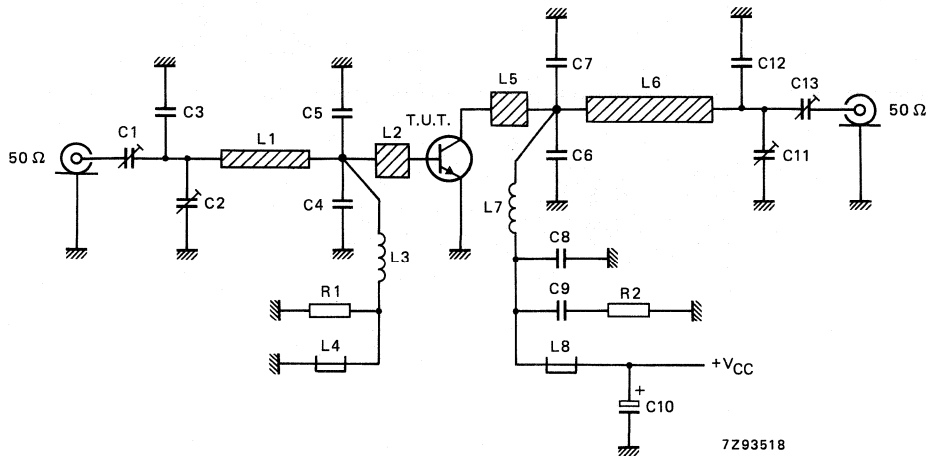 C7
C12
L5
L6
C13
50 Ω
C3
C5
T.U.T.
C1
L1
L2
50 Ω
C6
C11
C2
C4
L7
L3
C8
C9
R2
R1
L4
L8
+VCC
+
C10
7Z93518